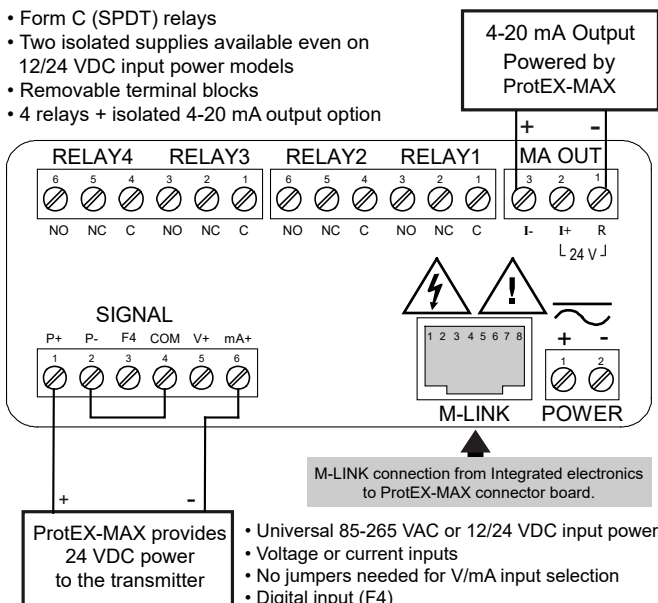 • Form C (SPDT) relays
• Two isolated supplies available even on
12/24 VDC input power models
• Removable terminal blocks
• 4 relays + isolated 4-20 mA output option
4-20 mA Output
Powered by
ProtEX-MAX
+ -
RELAY4 RELAY3 RELAY2 RELAY1 MA OUT
6 5 4 3 2 1 6 5 4 3 2 1 3 2 1
NO NC C NO NC C NO NC C NO NC C I- I+ R
24 V
SIGNAL
P+ P- F4 COM V+ mA+
1 2 3 4 5 6
!
1 2 3 4 5 6 7 8
+ -
1 2
M-LINK POWER
M-LINK connection from Integrated electronics
to ProtEX-MAX connector board.
+ -
ProtEX-MAX provides
24 VDC power
to the transmitter
• Universal 85-265 VAC or 12/24 VDC input power
• Voltage or current inputs
• No jumpers needed for V/mA input selection
• Digital input (F4)